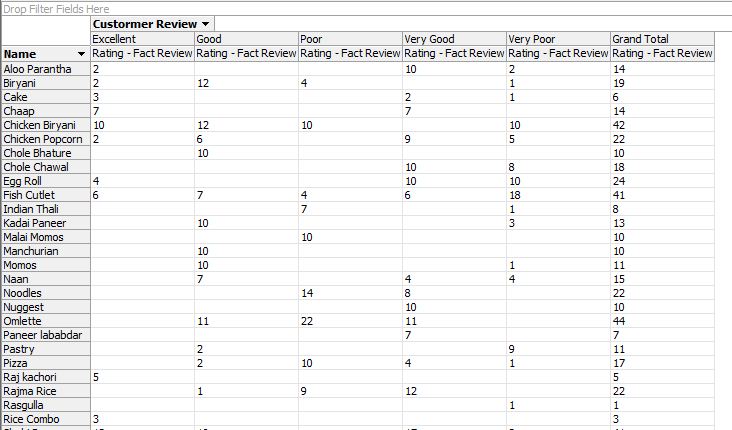 Drop Filter Fields Here
Custormer Review
Excellent Good Poor Very Good Very Poor Grand Total
Name Rating - Fact Review Rating - Fact Review Rating - Fact Review Rating - Fact Review Rating - Fact Review Rating - Fact Review
Aloo Parantha 2 10 2 14
Biryani 2 12 4 1 19
Cake 3 2 1 6
Chaap 7 7 14
Chicken Biryani 10 12 10 10 42
Chicken Popcorn 2 6 9 5 22
Chole Bhature 10 10
Chole Chawal 10 8 18
Egg Roll 4 10 10 24
Fish Cutlet 6 7 4 6 18 41
Indian Thali 7 1 8
Kadai Paneer 10 3 13
Malai Momos 10 10
Manchurian 10 10
Momos 10 1 11
Naan 7 4 4 15
Noodles 14 8 22
Nuggest 10 10
Omlette 11 22 11 44
Paneer lababdar 7 7
Pastry 2 9 11
Pizza 2 10 4 1 17
Raj kachori 5 5
Rajma Rice 1 9 12 22
Rasgulla 1 1
Rice Combo 3 3